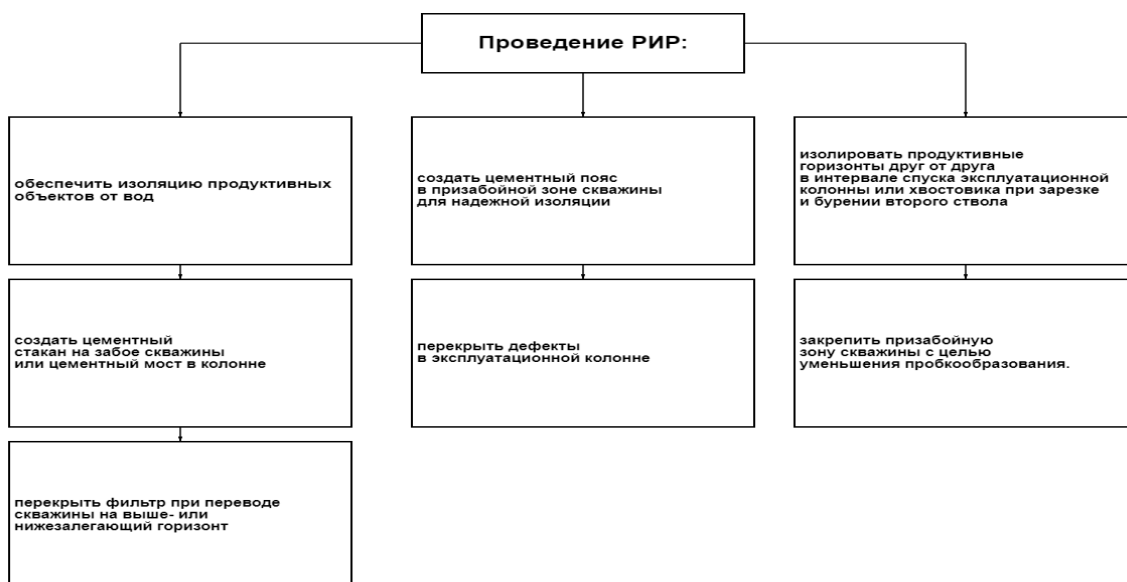 Проведение РИР:
обеспечить изоляцию продуктивных
объектов от вод
создать цементный
стакан на забое скважины
или цементный мост в колонне
перекрыть фильтр при переводе
скважины на выше- или
нижезалегающий горизонт
создать цементный пояс
в призабойной зоне скважины
для надежной изоляции
перекрыть дефекты
в эксплуатационной колонне
изолировать продуктивные
горизонты друг от друга
в интервале спуска эксплуатационной
колонны или хвостовика при зарезке
и бурении второго ствола
закрепить призабойную
зону скважины с целью
уменьшения пробкообразования.